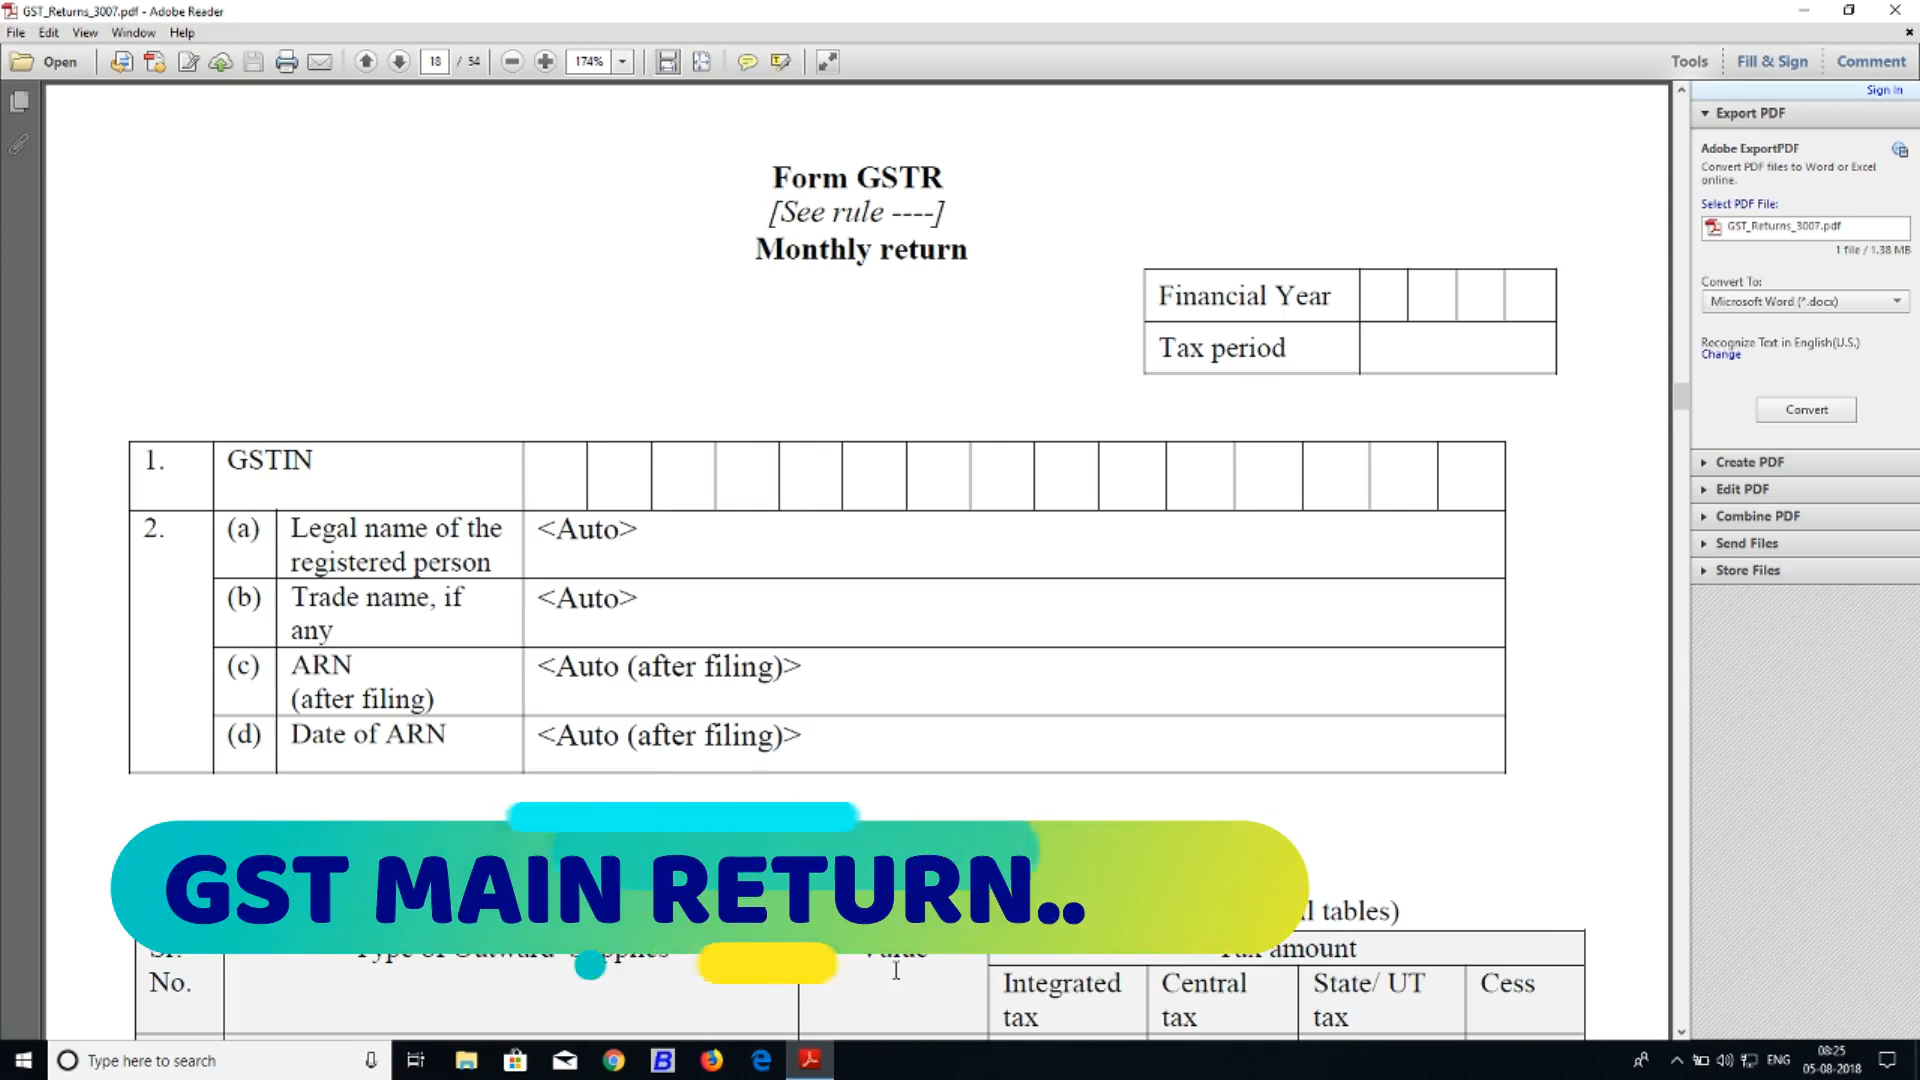 GST_Returns_3007.pdf - Adobe Reader
File Edit View Window Help
Open 18 / 54 174% Tools Fill & Sign Comment
Sign In
Export PDF
Adobe ExportPDF
Convert PDF files to Word or Excel
online.
Select PDF File:
GST_Returns_3007.pdf
1 file / 1.38 MB
Convert To:
Microsoft Word (*.docx)
Recognize Text in English(U.S.)
Change
Convert
Create PDF
Edit PDF
Combine PDF
Send Files
Store Files
Form GSTR
[See rule ----]
Monthly return
Financial Year
Tax period
1. GSTIN
2. (a) Legal name of the
registered person
<Auto>
(b) Trade name, if
any
<Auto>
(c) ARN
(after filing)
<Auto (after filing)>
(d) Date of ARN
<Auto (after filing)>
GST MAIN RETURN..
tables)
Type of Outward Supplies Value Tax amount
No.
Integrated
tax
Central
tax
State/ UT
tax
Cess
Type here to search
ENG
08:25
05-08-2018